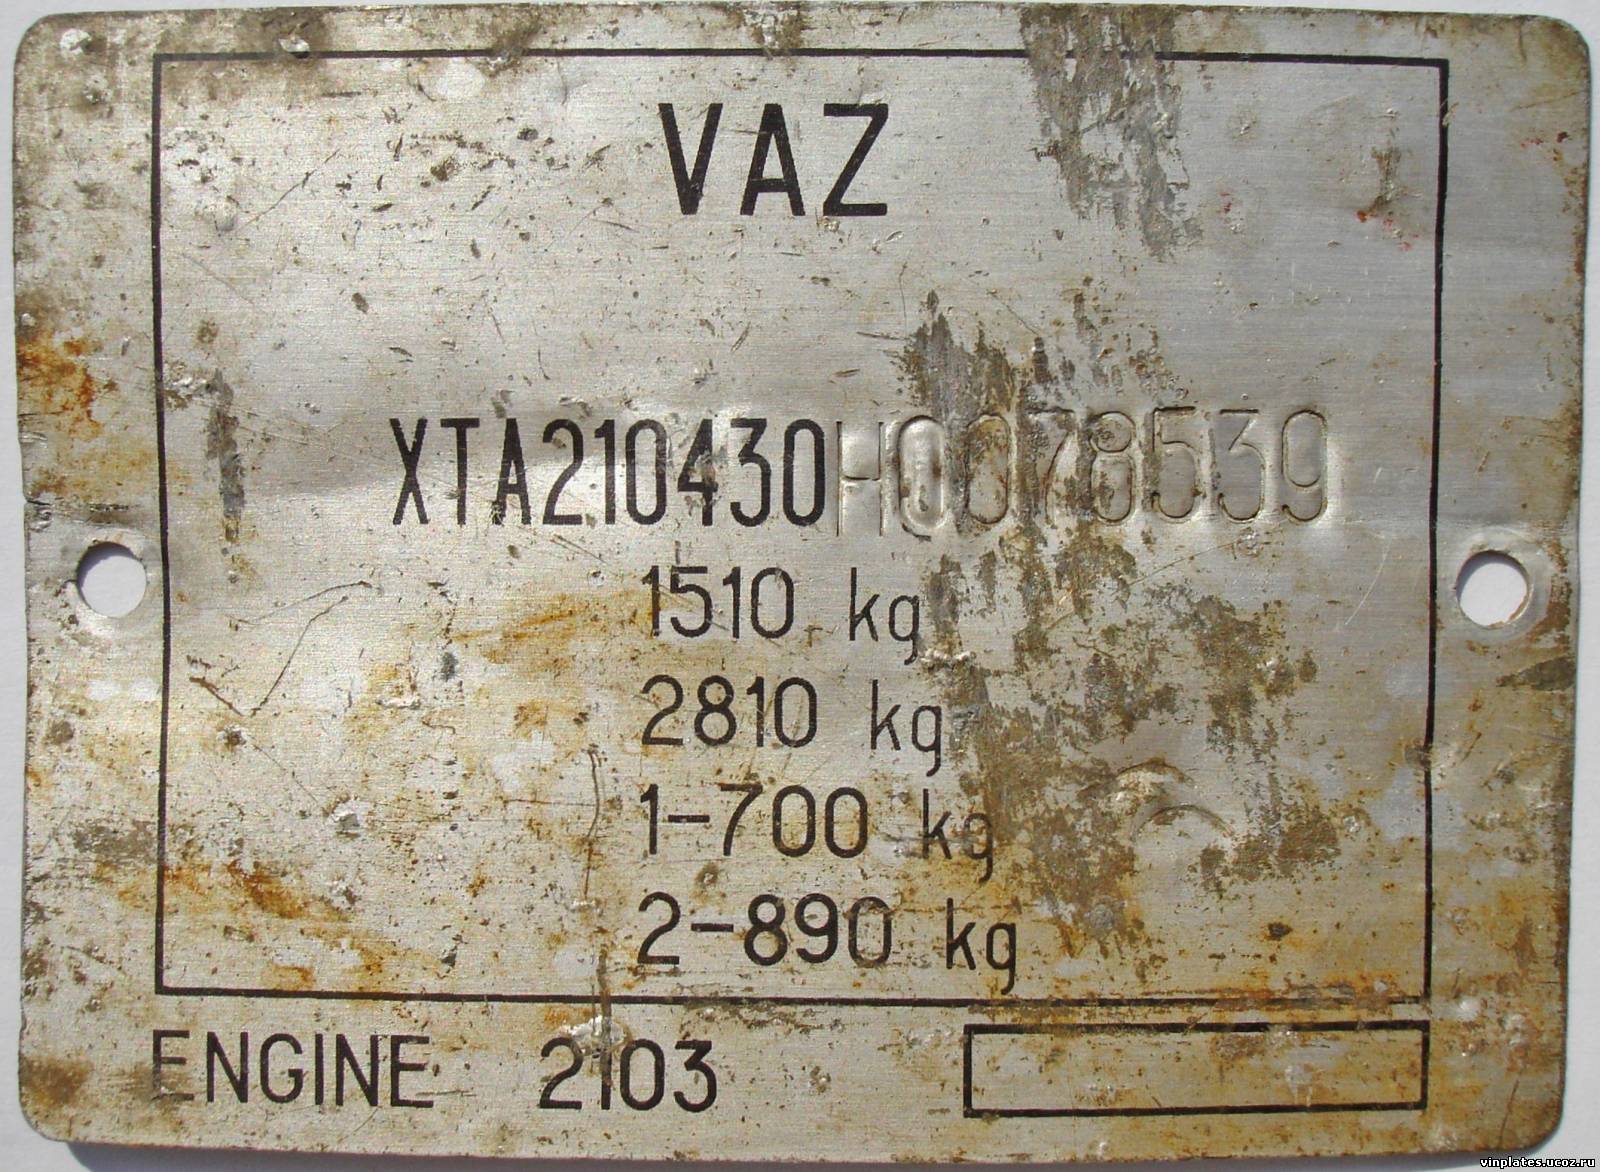 VAZ
XTA210430H0078539
1510 kg
2810 kg
1-700 kg
2-890 kg
ENGINE 2103
vinplates.ucoz.ru